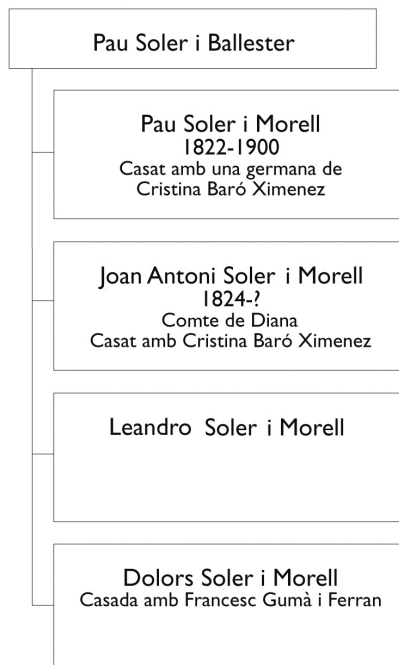 Pau Soler i Ballester
Pau Soler i Morell
1822-1900
Casat amb una germana de
Cristina Baró Ximenez
Joan Antoni Soler i Morell
1824-?
Comte de Diana
Casat amb Cristina Baró Ximenez
Leandro Soler i Morell
Dolors Soler i Morell
Casada amb Francesc Gumà i Ferran